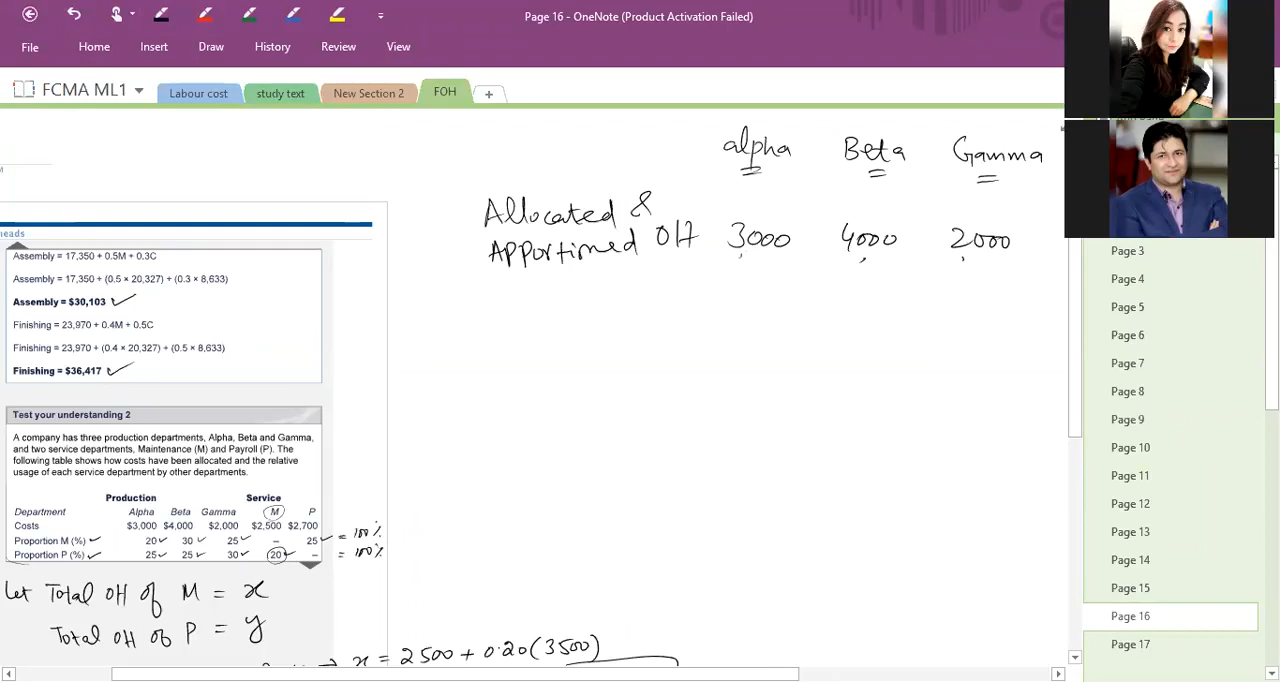 Page 16 - OneNote (Product Activation Failed)
File Home Insert Draw History Review View
FCMA ML1 Labour cost study text New Section 2 FOH +
alpha Beta Gamma
Allocated &
Apportioned OH 3000 4000 2000
eads
Assembly = 17,350 + 0.5M + 0.3C
Assembly = 17,350 + (0.5 × 20,327) + (0.3 × 8,633)
Assembly = $30,103
Finishing = 23,970 + 0.4M + 0.5C
Finishing = 23,970 + (0.4 × 20,327) + (0.5 × 8,633)
Finishing = $36,417
Test your understanding 2
A company has three production departments, Alpha, Beta and Gamma,
and two service departments, Maintenance (M) and Payroll (P). The
following table shows how costs have been allocated and the relative
usage of each service department by other departments.
Production Service
Department Alpha Beta Gamma M P
Costs $3,000 $4,000 $2,000 $2,500 $2,700
Proportion M (%) 20 30 25 – 25 = 100%
Proportion P (%) 25 25 30 20 – = 100%
Let Total OH of M = x
Total OH of P = y
x = 2500 + 0.20 (3500)
Page 3
Page 4
Page 5
Page 6
Page 7
Page 8
Page 9
Page 10
Page 11
Page 12
Page 13
Page 14
Page 15
Page 16
Page 17